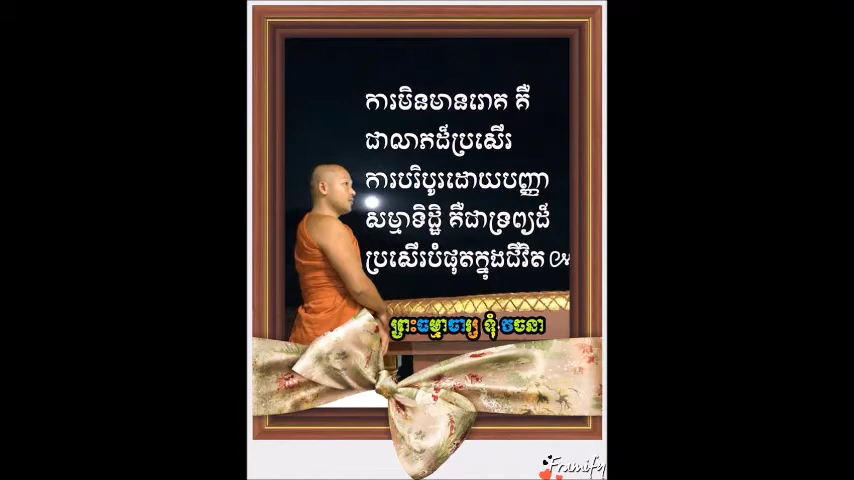 ការមិនមានរោគ គឺ
ជាលាភដ៏ប្រសើរ
ការបរិបូរដោយបញ្ញា
សម្មាទិដ្ឋិ គឺជាទ្រព្យដ៏
ប្រសើរបំផុតក្នុងជីវិត ៚
ព្រះធម្មាចារ្យ ទុំ វចនា
Framify